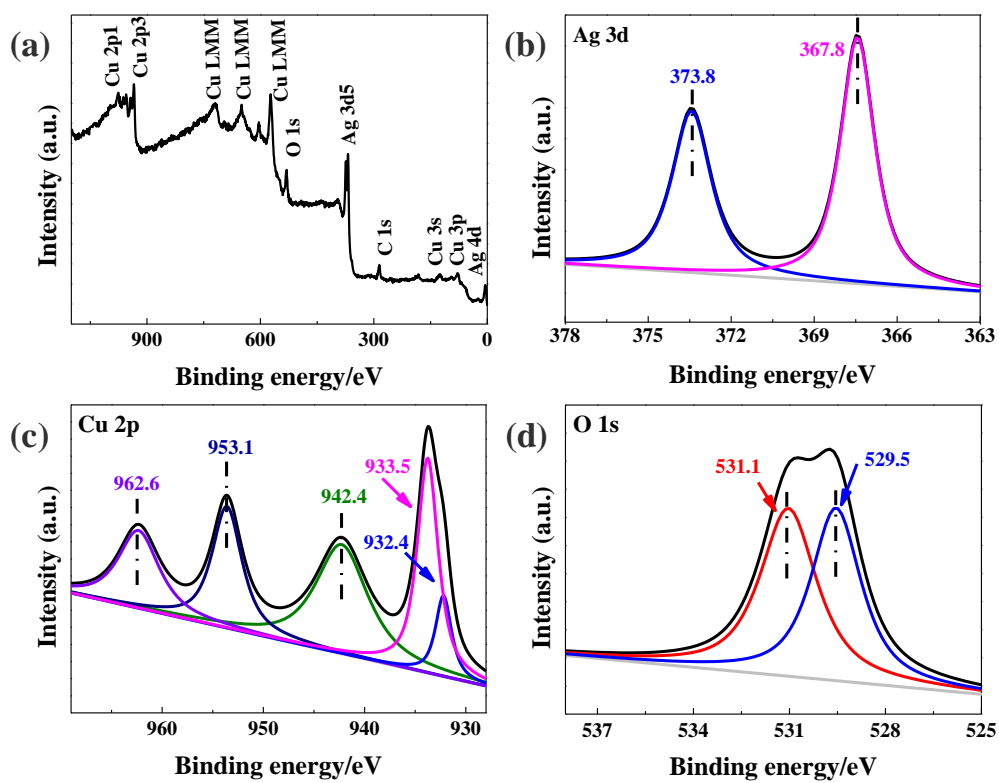 (a)
Cu 2p1
Cu 2p3
Cu LMM
Cu LMM
Cu LMM
O 1s
Ag 3d5
C 1s
Cu 3s
Cu 3p
Ag 4d
Intensity (a.u.)
900 600 300 0
Binding energy/eV
(b)
Ag 3d
373.8
367.8
Intensity (a.u.)
378 375 372 369 366 363
Binding energy/eV
(c)
Cu 2p
962.6
953.1
942.4
933.5
932.4
Intensity (a.u.)
960 950 940 930
Binding energy/eV
(d)
O 1s
531.1
529.5
Intensity (a.u.)
537 534 531 528 525
Binding energy/eV